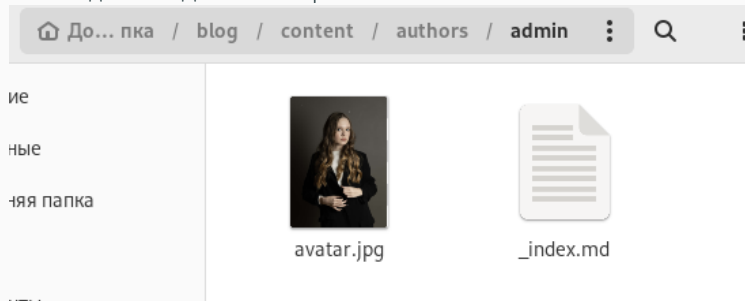 До... пка / blog / content / authors / admin
ие
ные
няя папка
avatar.jpg
_index.md